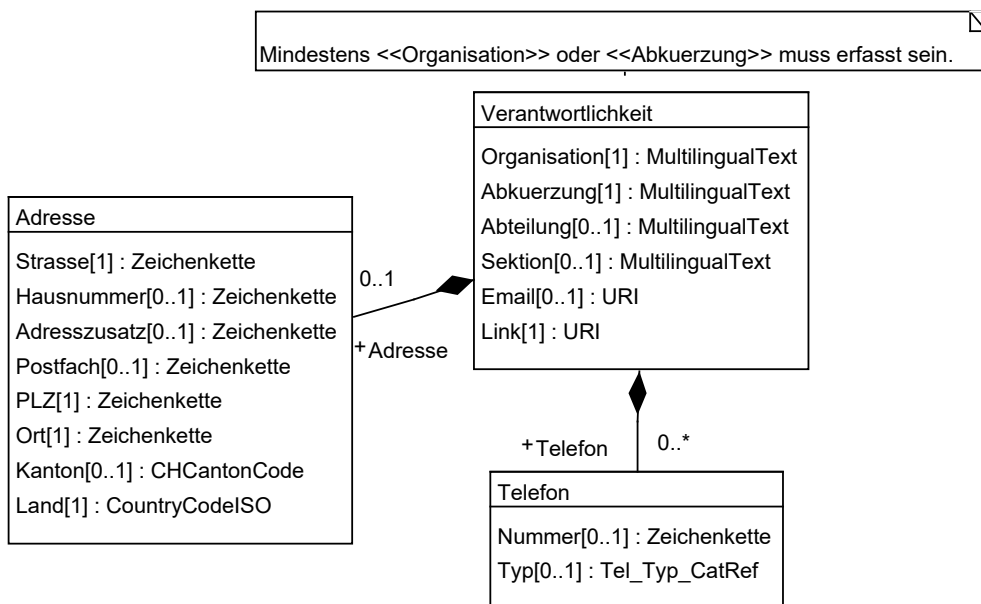 Mindestens <<Organisation>> oder <<Abkuerzung>> muss erfasst sein.
Verantwortlichkeit
Organisation[1] : MultilingualText
Abkuerzung[1] : MultilingualText
Abteilung[0..1] : MultilingualText
Sektion[0..1] : MultilingualText
Email[0..1] : URI
Link[1] : URI
Adresse
Strasse[1] : Zeichenkette
Hausnummer[0..1] : Zeichenkette
Adresszusatz[0..1] : Zeichenkette
Postfach[0..1] : Zeichenkette
PLZ[1] : Zeichenkette
Ort[1] : Zeichenkette
Kanton[0..1] : CHCantonCode
Land[1] : CountryCodeISO
0..1
+Adresse
+Telefon
0..*
Telefon
Nummer[0..1] : Zeichenkette
Typ[0..1] : Tel_Typ_CatRef